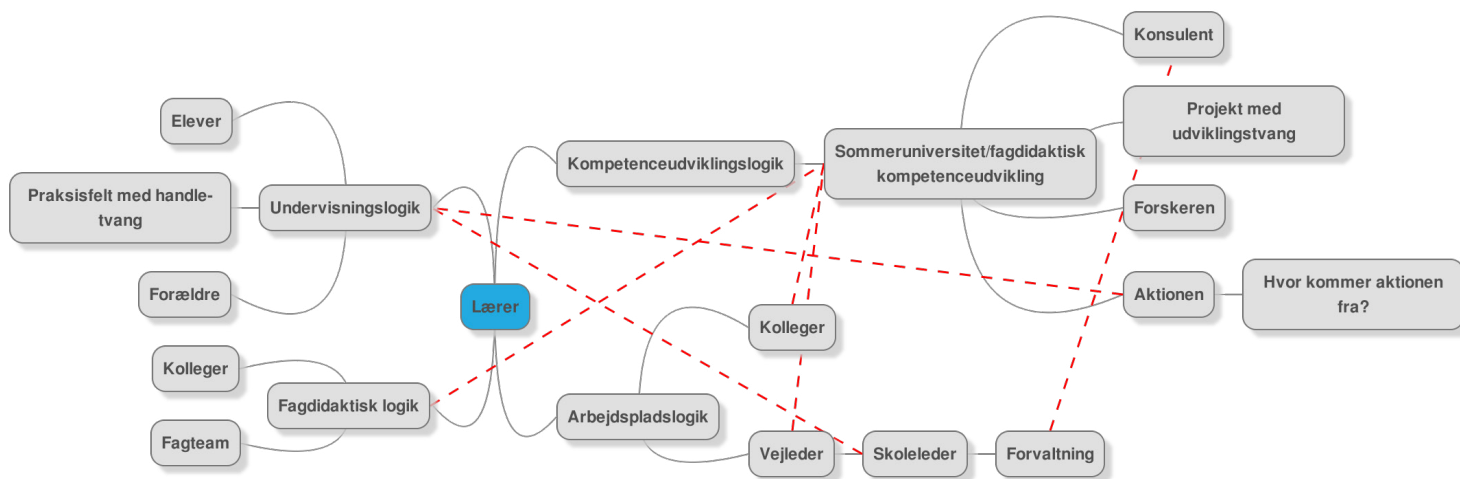 Konsulent
Projekt med
udviklingstvang
Elever
Kompetenceudviklingslogik
Sommeruniversitet/fagdidaktisk
kompetenceudvikling
Praksisfelt med handle-
tvang
Undervisningslogik
Forskeren
Forældre
Lærer
Aktionen
Hvor kommer aktionen
fra?
Kolleger
Kolleger
Fagdidaktisk logik
Arbejdspladslogik
Fagteam
Vejleder
Skoleleder
Forvaltning